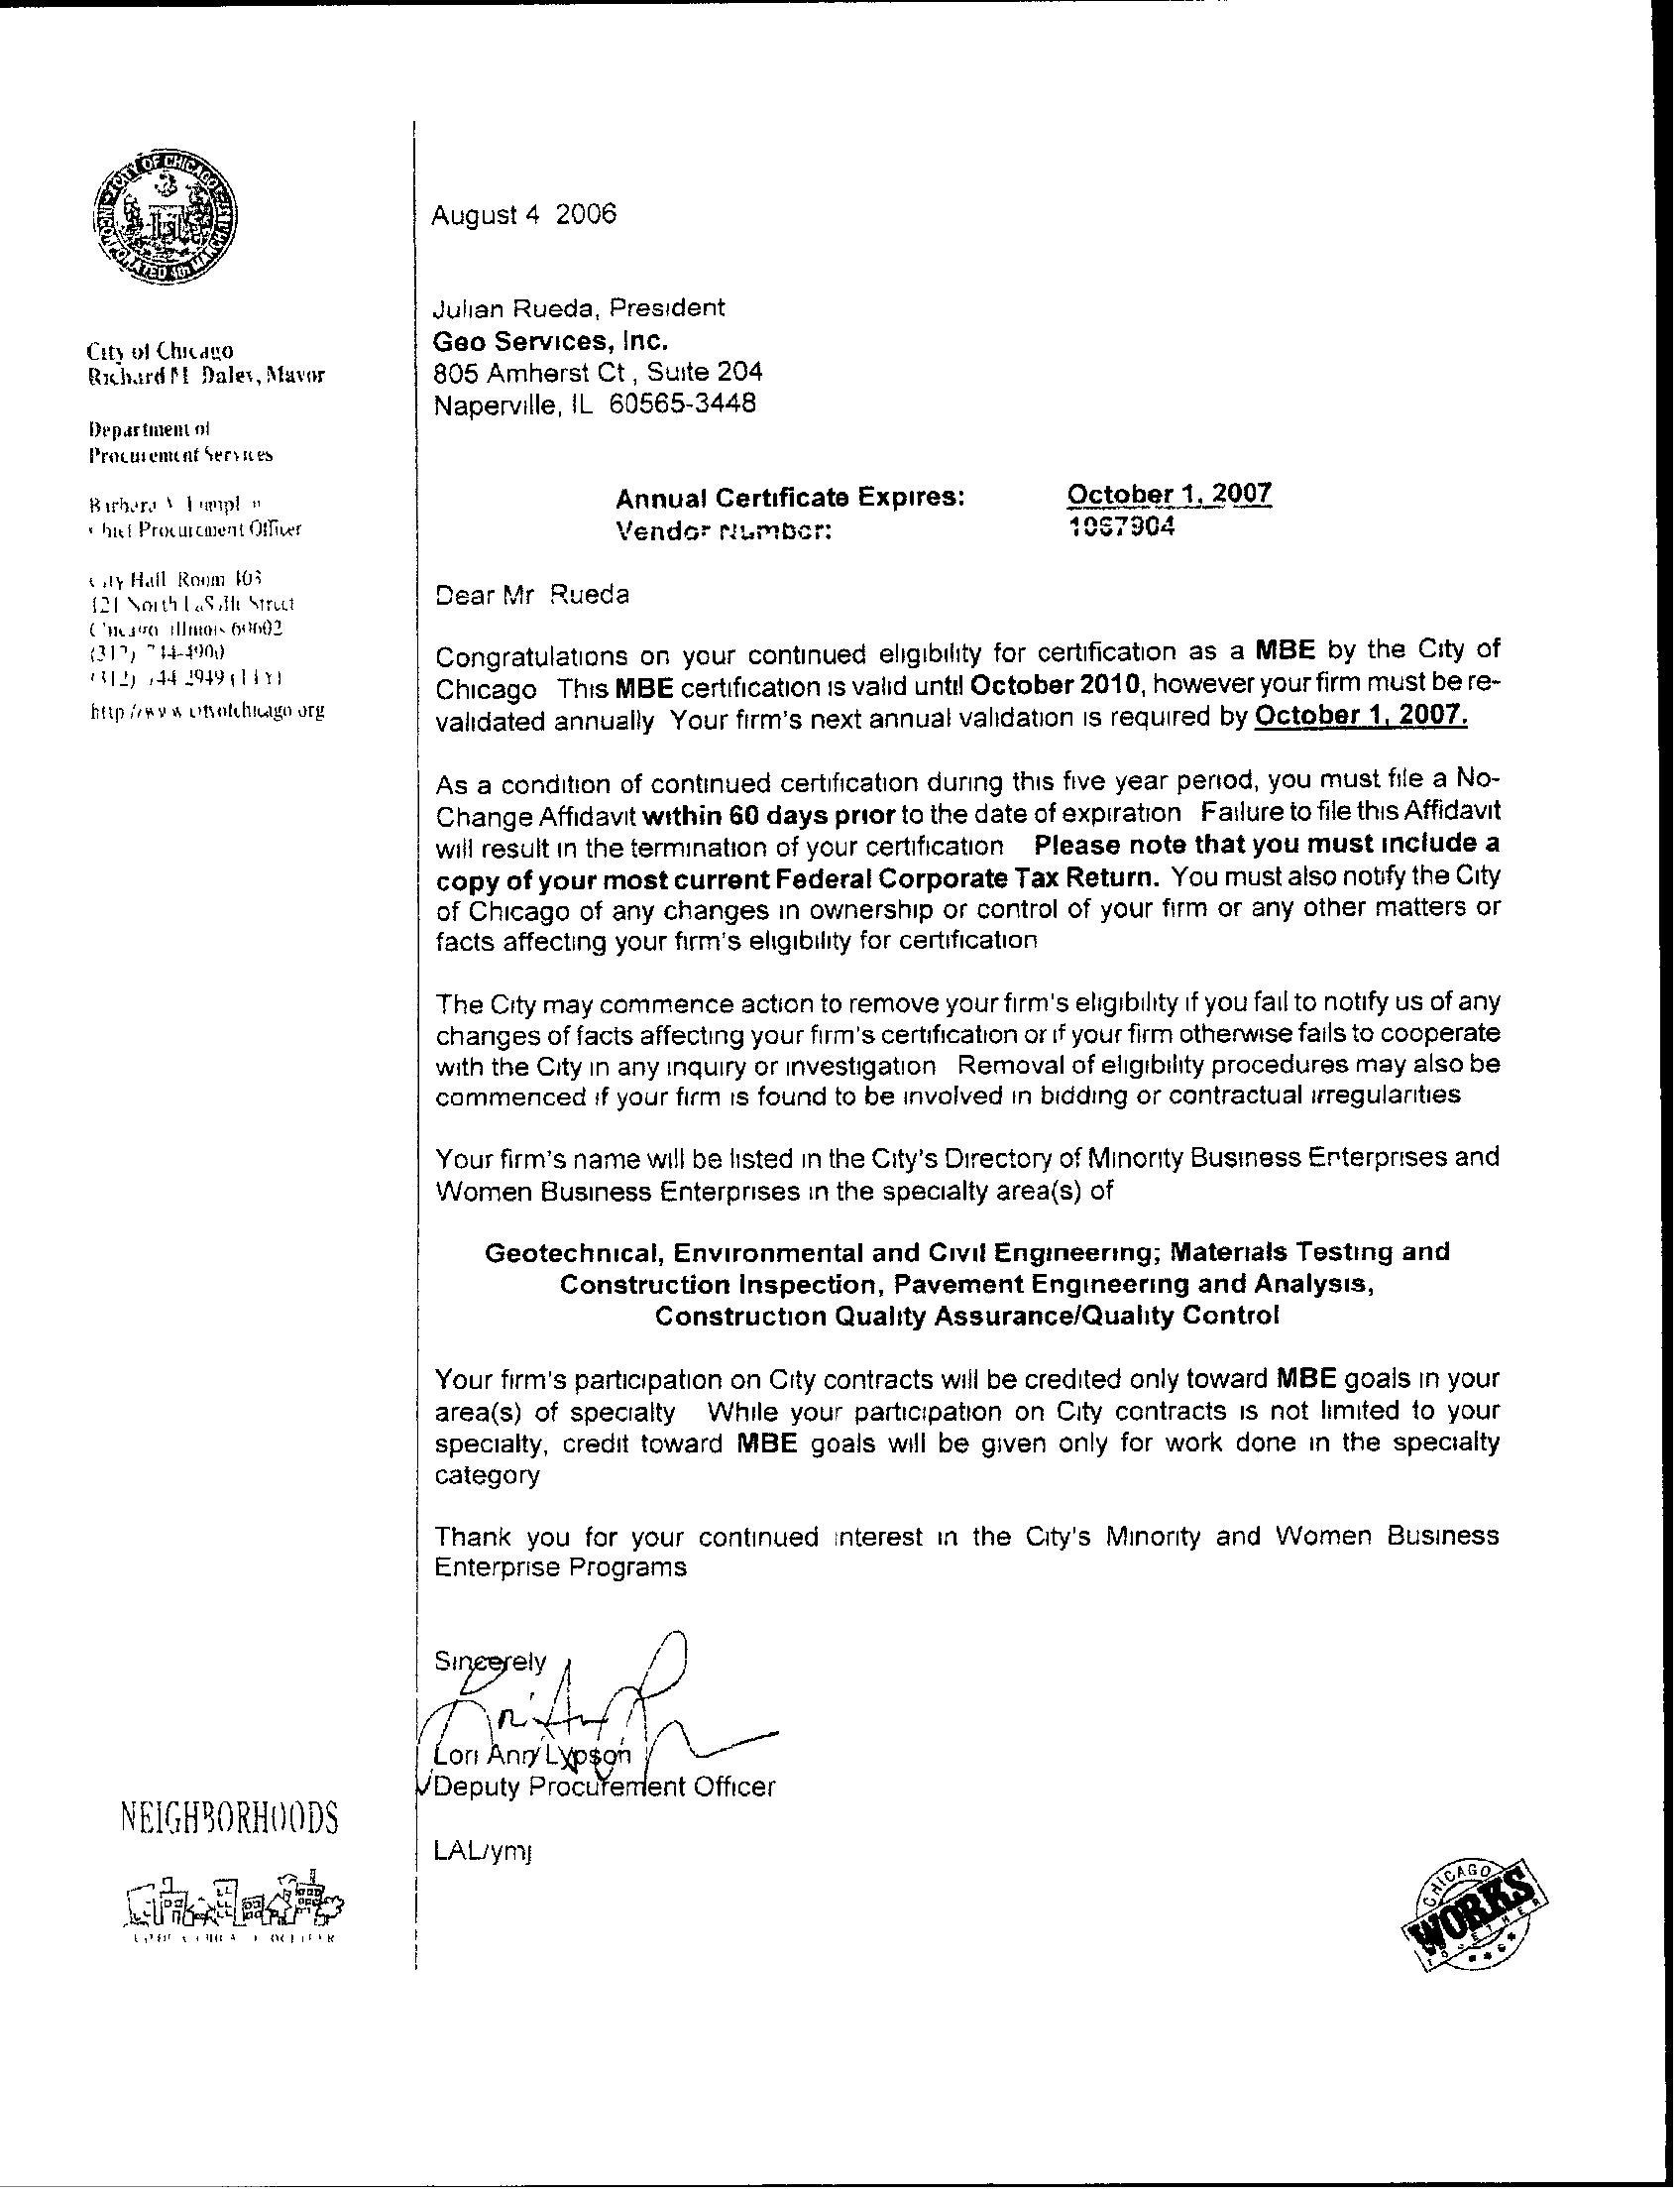 CITY OF CHICAGO
INCORPORATED 4th MARCH
City of Chicago
Richard M Daley, Mayor
Department of
Procurement Services
Chief Procurement Officer
City Hall Room 403
121 North LaSalle Street
Chicago Illinois 60602
August 4 2006
Julian Rueda, President
Geo Services, Inc.
805 Amherst Ct , Suite 204
Naperville, IL 60565-3448
Annual Certificate Expires: October 1, 2007
Vendor Number:
Dear Mr Rueda
Congratulations on your continued eligibility for certification as a MBE by the City of
Chicago This MBE certification is valid until October 2010, however your firm must be re-
validated annually Your firm's next annual validation is required by October 1, 2007.
As a condition of continued certification during this five year period, you must file a No-
Change Affidavit within 60 days prior to the date of expiration Failure to file this Affidavit
will result in the termination of your certification Please note that you must include a
copy of your most current Federal Corporate Tax Return. You must also notify the City
of Chicago of any changes in ownership or control of your firm or any other matters or
facts affecting your firm's eligibility for certification
The City may commence action to remove your firm's eligibility if you fail to notify us of any
changes of facts affecting your firm's certification or if your firm otherwise fails to cooperate
with the City in any inquiry or investigation Removal of eligibility procedures may also be
commenced if your firm is found to be involved in bidding or contractual irregularities
Your firm's name will be listed in the City's Directory of Minority Business Enterprises and
Women Business Enterprises in the specialty area(s) of
Geotechnical, Environmental and Civil Engineering; Materials Testing and
Construction Inspection, Pavement Engineering and Analysis,
Construction Quality Assurance/Quality Control
Your firm's participation on City contracts will be credited only toward MBE goals in your
area(s) of specialty While your participation on City contracts is not limited to your
specialty, credit toward MBE goals will be given only for work done in the specialty
category
Thank you for your continued interest in the City's Minority and Women Business
Enterprise Programs
Sincerely
Lori Ann Lypson
Deputy Procurement Officer
LAL/ymj
NEIGHBORHOODS
CHICAGO
WORKS
TOGETHER